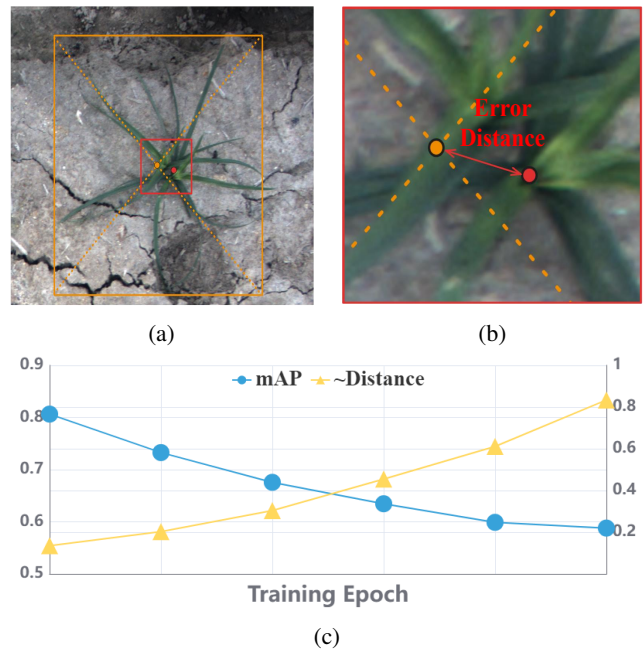 Error
Distance
(a)
(b)
0.9
0.8
0.7
0.6
0.5
mAP
~Distance
1
0.8
0.6
0.4
0.2
Training Epoch
(c)